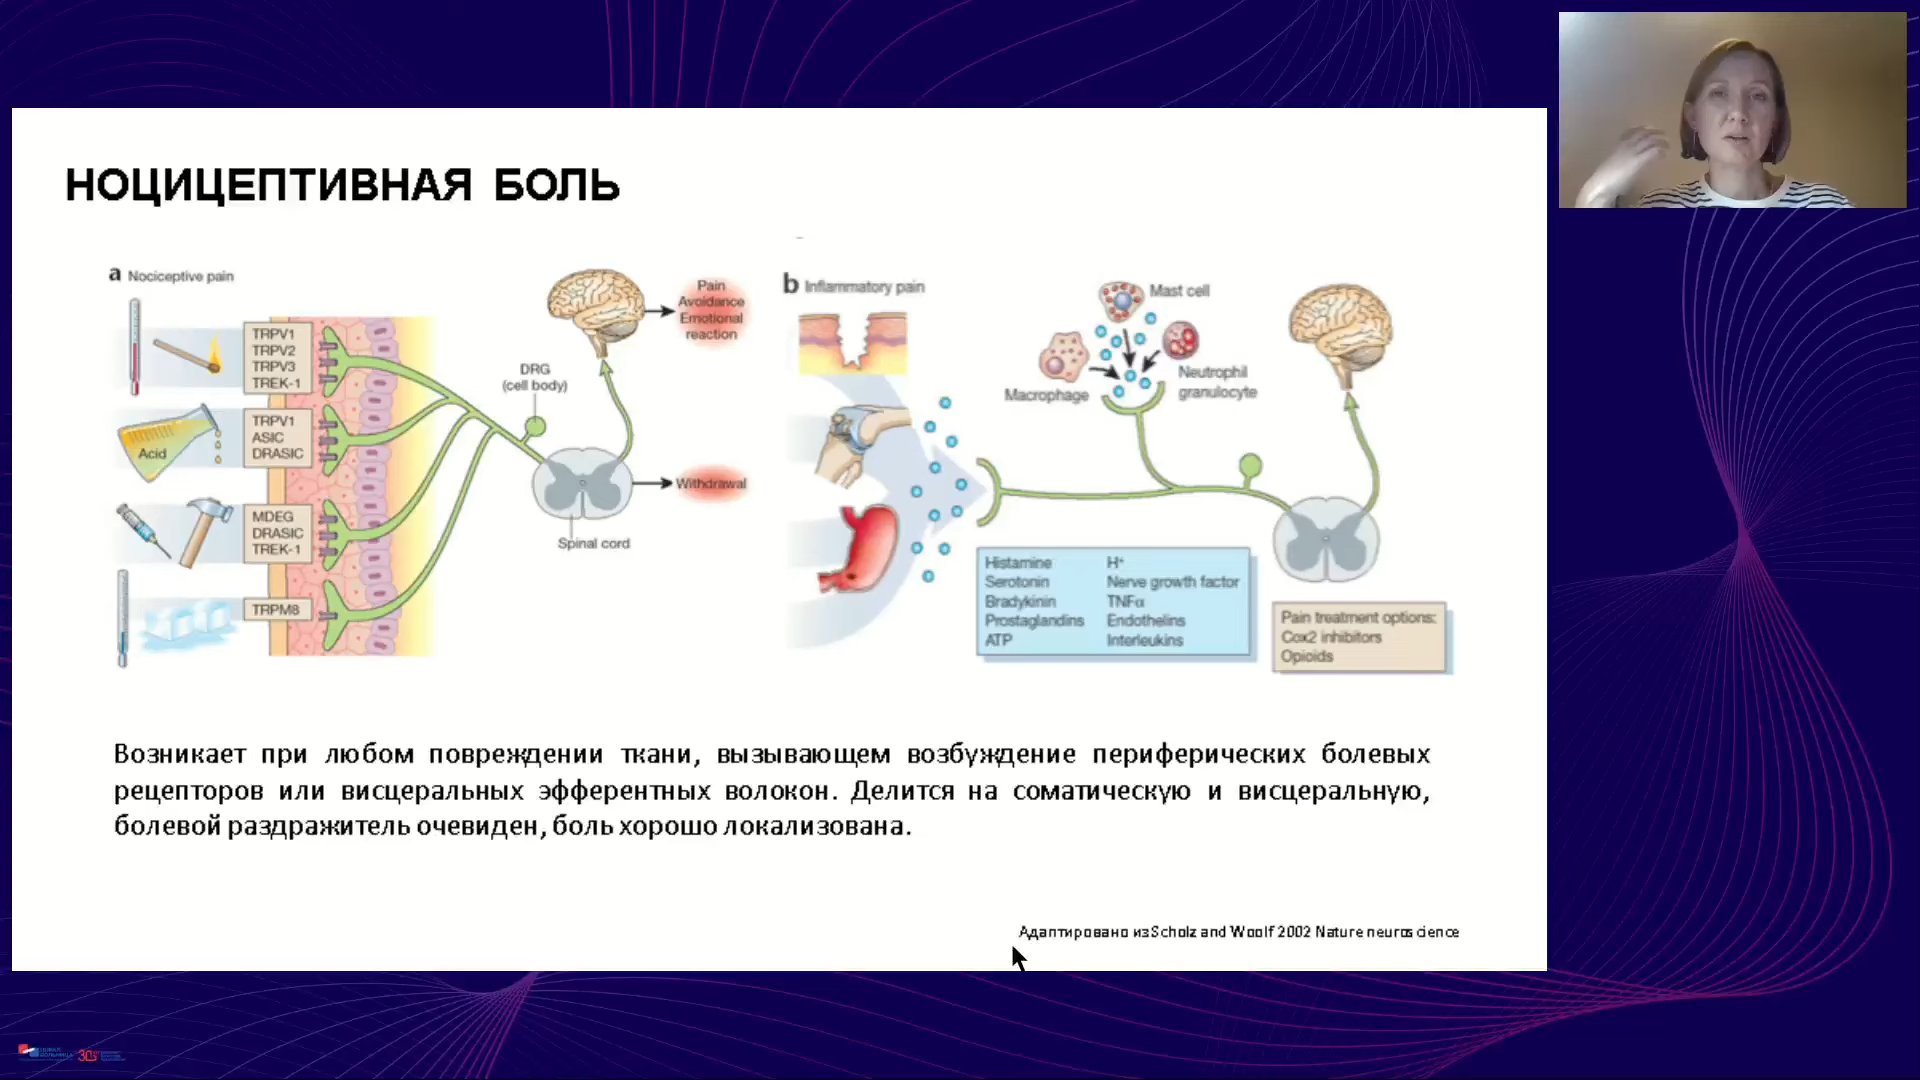 НОЦИЦЕПТИВНАЯ БОЛЬ
a Nociceptive pain
TRPV1
TRPV2
TRPV3
TREK-1
Acid
TRPV1
ASIC
DRASIC
MDEG
DRASIC
TREK-1
TRPM8
DRG
(cell body)
Pain
Avoidance
Emotional
reaction
Withdrawal
Spinal cord
b Inflammatory pain
Mast cell
Macrophage
Neutrophil
granulocyte
Histamine
Serotonin
Bradykinin
Prostaglandins
ATP
H⁺
Nerve growth factor
TNFα
Endothelins
Interleukins
Pain treatment options:
Cox2 inhibitors
Opioids
Возникает при любом повреждении ткани, вызывающем возбуждение периферических болевых
рецепторов или висцеральных эфферентных волокон. Делится на соматическую и висцеральную,
болевой раздражитель очевиден, боль хорошо локализована.
Адаптировано из Scholz and Woolf 2002 Nature neuroscience